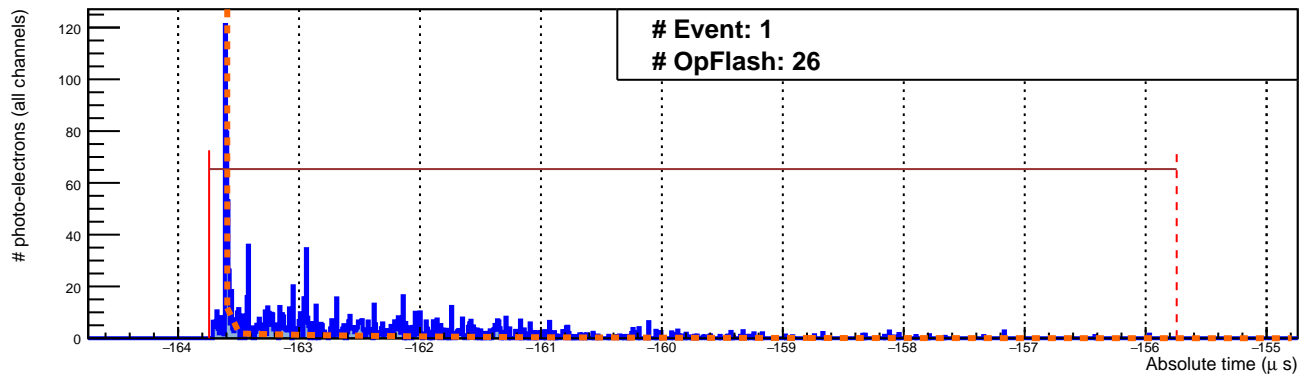 # Event: 1
# OpFlash: 26
# photo-electrons (all channels)
120
100
80
60
40
20
0
−164 −163 −162 −161 −160 −159 −158 −157 −156 −155
Absolute time (μ s)